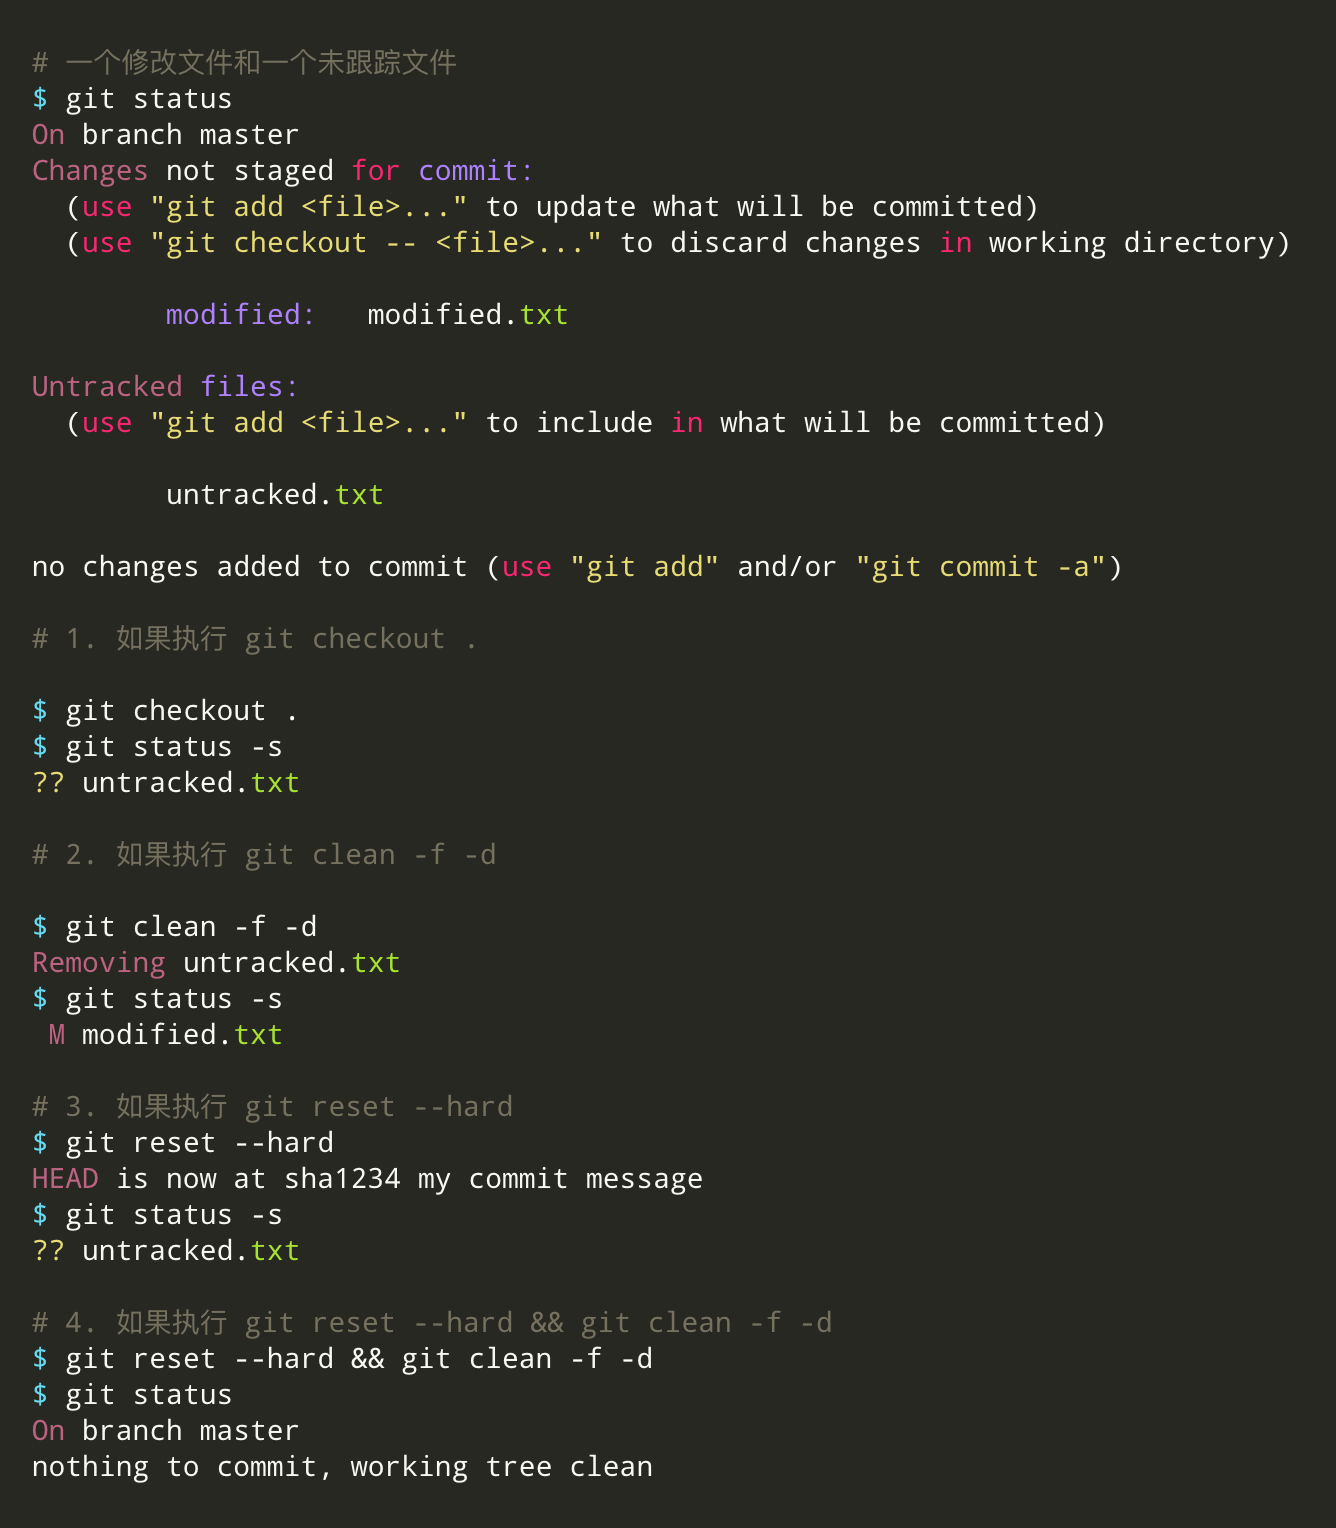 # 一个修改文件和一个未跟踪文件
$ git status
On branch master
Changes not staged for commit:
  (use "git add <file>..." to update what will be committed)
  (use "git checkout -- <file>..." to discard changes in working directory)
        modified:   modified.txt
Untracked files:
  (use "git add <file>..." to include in what will be committed)
        untracked.txt
no changes added to commit (use "git add" and/or "git commit -a")
# 1. 如果执行 git checkout .
$ git checkout .
$ git status -s
?? untracked.txt
# 2. 如果执行 git clean -f -d
$ git clean -f -d
Removing untracked.txt
$ git status -s
 M modified.txt
# 3. 如果执行 git reset --hard
$ git reset --hard
HEAD is now at sha1234 my commit message
$ git status -s
?? untracked.txt
# 4. 如果执行 git reset --hard && git clean -f -d
$ git reset --hard && git clean -f -d
$ git status
On branch master
nothing to commit, working tree clean